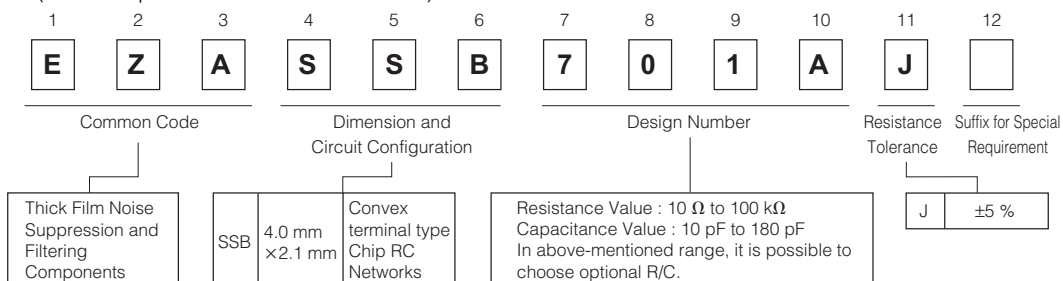 1 2 3 4 5 6 7 8 9 10 11 12
E Z A S S B 7 0 1 A J
Common Code
Dimension and
Circuit Configuration
Design Number
Resistance
Tolerance
Suffix for Special
Requirement
Thick Film Noise
Suppression and
Filtering
Components
SSB
4.0 mm
×2.1 mm
Convex
terminal type
Chip RC
Networks
Resistance Value : 10 Ω to 100 kΩ
Capacitance Value : 10 pF to 180 pF
In above-mentioned range, it is possible to
choose optional R/C.
J ±5 %